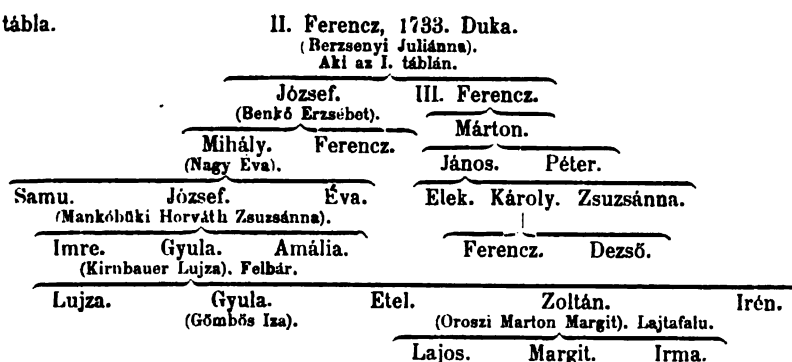 tábla. II. Ferencz, 1733. Duka.
(Berzsenyi Juliánna).
Aki az I. táblán.
József. III. Ferencz.
(Benkő Erzsébet).
Márton.
Mihály. Ferencz.
(Nagy Éva).
János. Péter.
Samu. József. Éva.
Elek. Károly. Zsuzsánna.
(Mankóbüki Horváth Zsuzsánna).
Imre. Gyula. Amália.
Ferencz. Dezső.
(Kirnbauer Lujza). Felbár.
Lujza. Gyula. Etel. Zoltán. Irén.
(Gömbös Iza). (Oroszi Marton Margit). Lajtafalu.
Lajos. Margit. Irma.